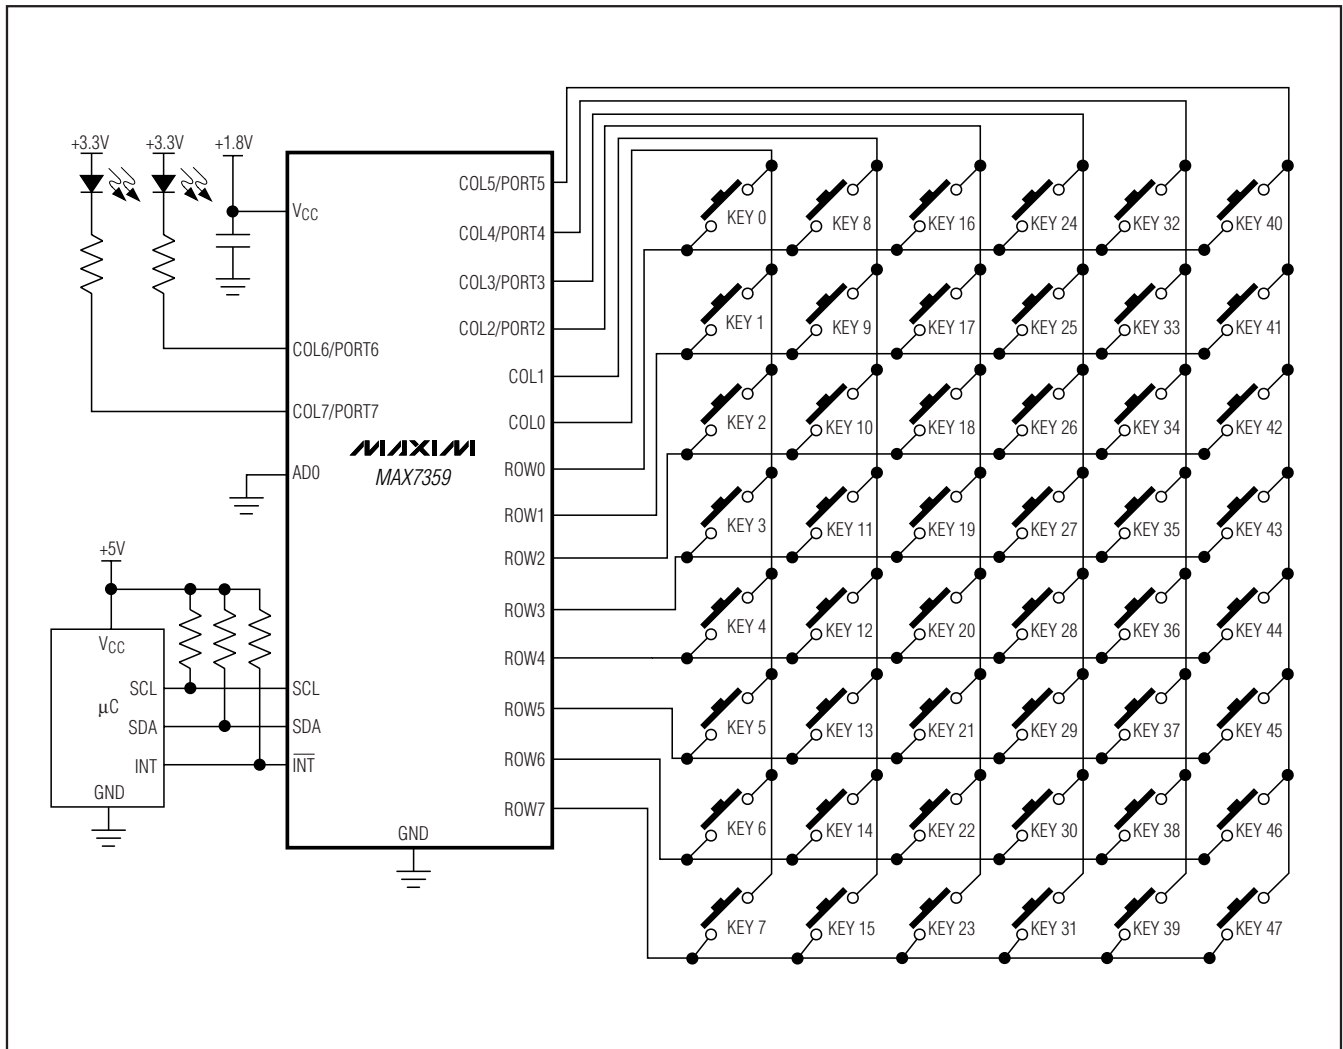 +3.3V +3.3V +1.8V
VCC
COL6/PORT6
COL7/PORT7
AD0
MAXIM
MAX7359
COL5/PORT5
COL4/PORT4
COL3/PORT3
COL2/PORT2
COL1
COL0
ROW0
ROW1
ROW2
ROW3
ROW4
ROW5
ROW6
ROW7
GND
+5V
VCC
µC
SCL
SDA
INT
GND
SCL
SDA
INT
KEY 0 KEY 8 KEY 16 KEY 24 KEY 32 KEY 40
KEY 1 KEY 9 KEY 17 KEY 25 KEY 33 KEY 41
KEY 2 KEY 10 KEY 18 KEY 26 KEY 34 KEY 42
KEY 3 KEY 11 KEY 19 KEY 27 KEY 35 KEY 43
KEY 4 KEY 12 KEY 20 KEY 28 KEY 36 KEY 44
KEY 5 KEY 13 KEY 21 KEY 29 KEY 37 KEY 45
KEY 6 KEY 14 KEY 22 KEY 30 KEY 38 KEY 46
KEY 7 KEY 15 KEY 23 KEY 31 KEY 39 KEY 47